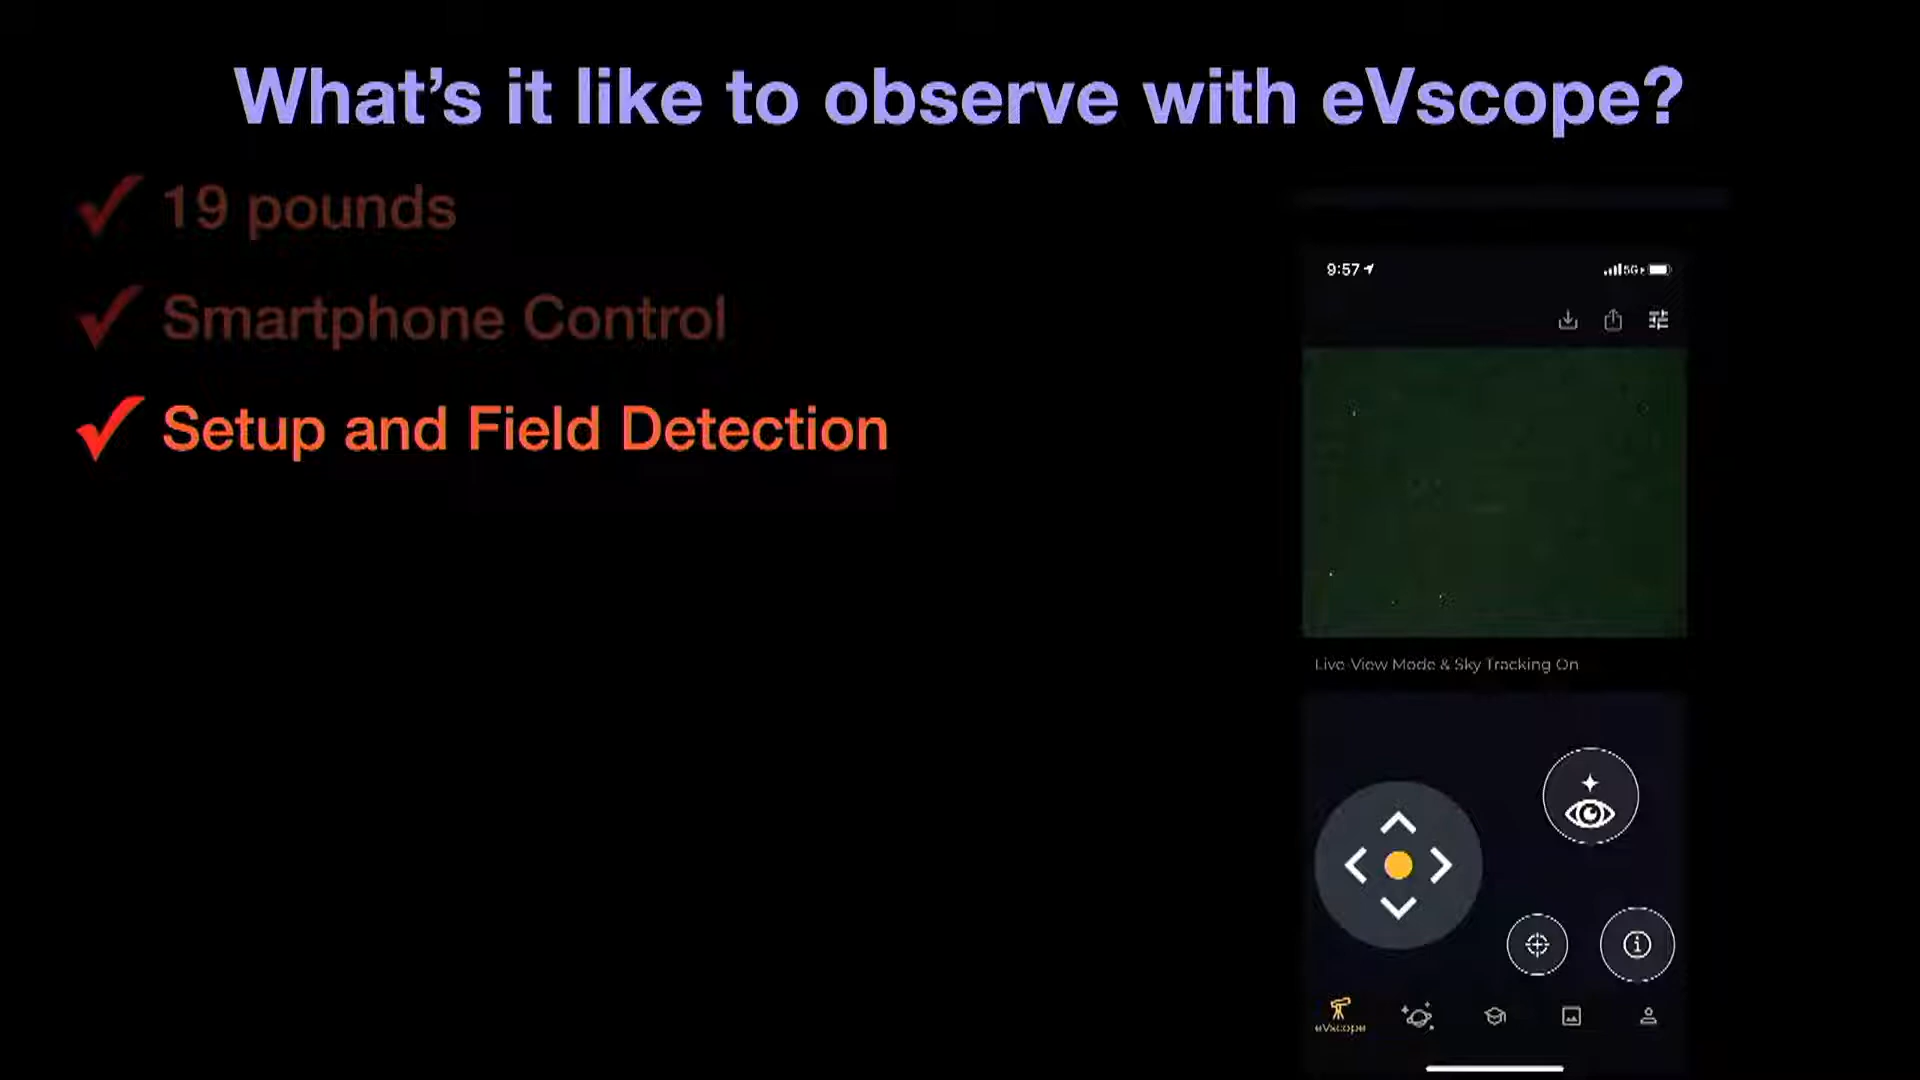 What's it like to observe with eVscope?
19 pounds
Smartphone Control
Setup and Field Detection
9:57
5G
Live-View Mode & Sky Tracking On
eVscope